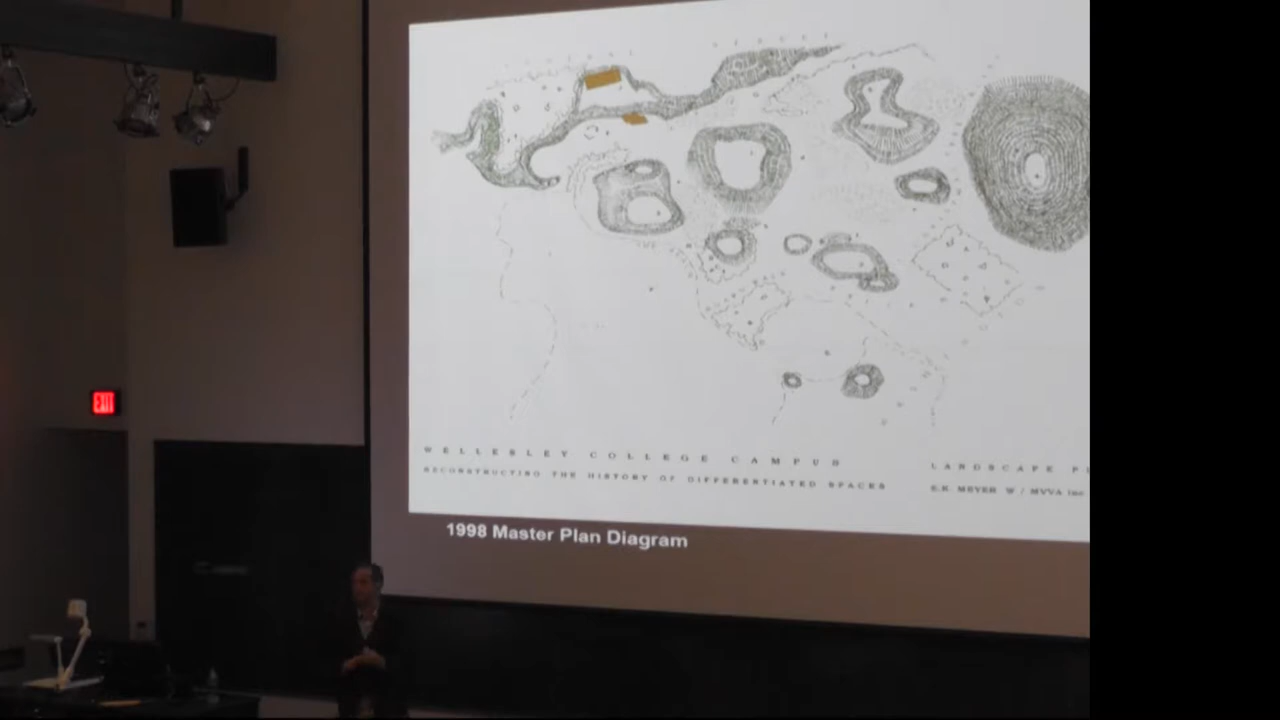 EXIT
WELLESLEY COLLEGE CAMPUS
RECONSTRUCTING THE HISTORY OF DIFFERENTIATED SPACES
LANDSCAPE
E.K. MEYER W / MVVA Inc
1998 Master Plan Diagram